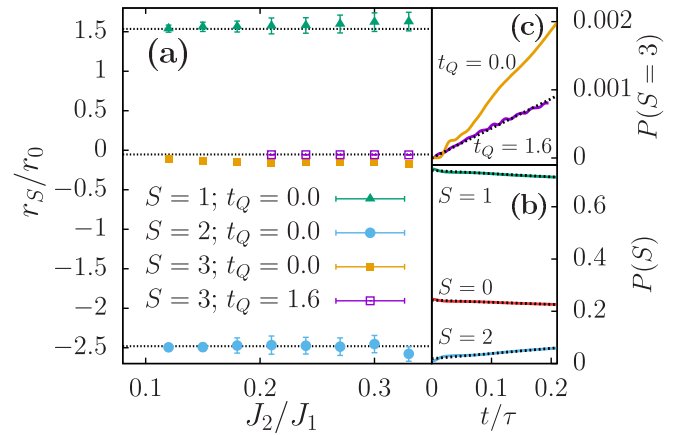 (a)
r_S/r_0
1.5
1
0.5
0
−0.5
−1
−1.5
−2
−2.5
S = 1; t_Q = 0.0
S = 2; t_Q = 0.0
S = 3; t_Q = 0.0
S = 3; t_Q = 1.6
0.1
0.2
0.3
J_2/J_1
(c)
t_Q = 0.0
t_Q = 1.6
0.002
0.001
0
P(S = 3)
(b)
S = 1
S = 0
S = 2
0.6
0.2
0
P(S)
0
0.1
0.2
t/τ